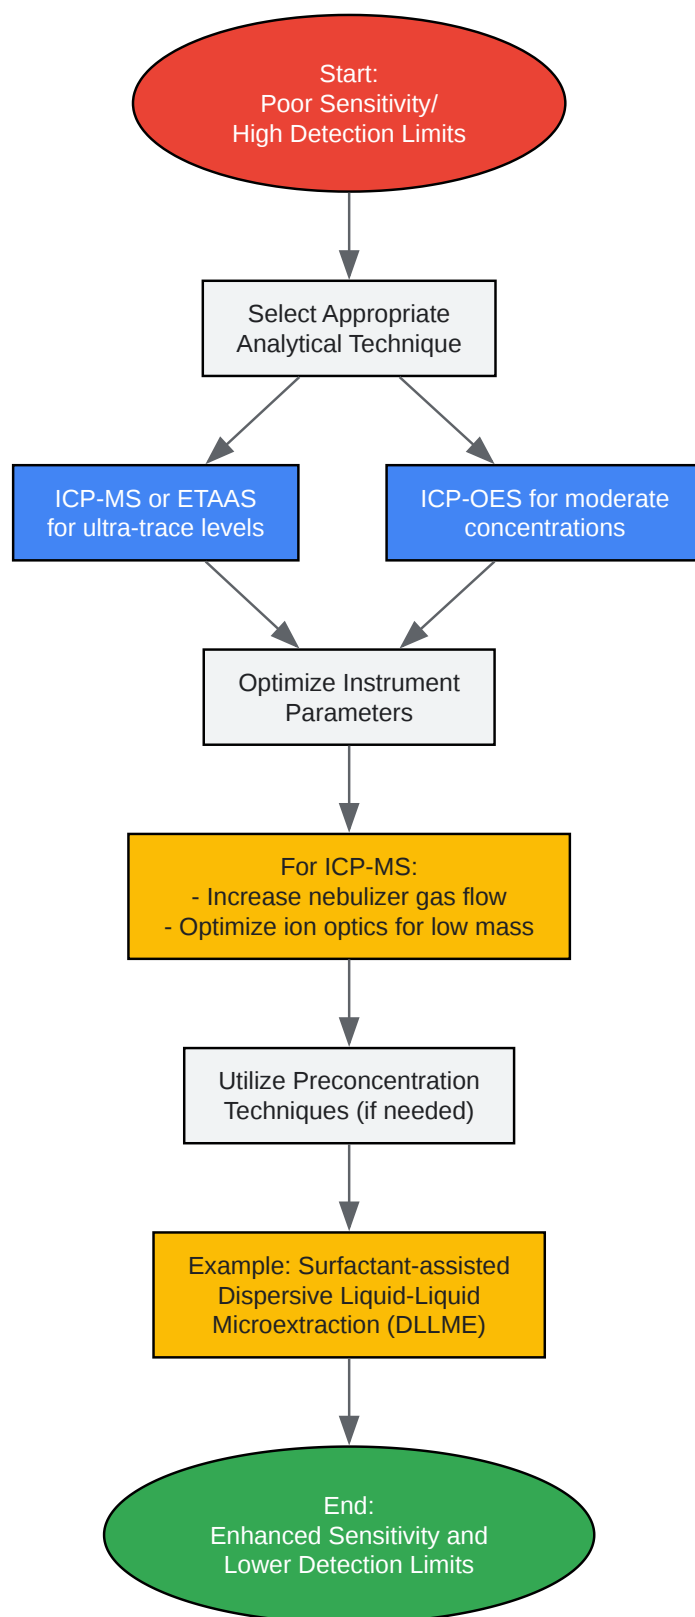 Start:
Poor Sensitivity/
High Detection Limits
Select Appropriate
Analytical Technique
ICP-MS or ETAAS
for ultra-trace levels
ICP-OES for moderate
concentrations
Optimize Instrument
Parameters
For ICP-MS:
- Increase nebulizer gas flow
- Optimize ion optics for low mass
Utilize Preconcentration
Techniques (if needed)
Example: Surfactant-assisted
Dispersive Liquid-Liquid
Microextraction (DLLME)
End:
Enhanced Sensitivity and
Lower Detection Limits